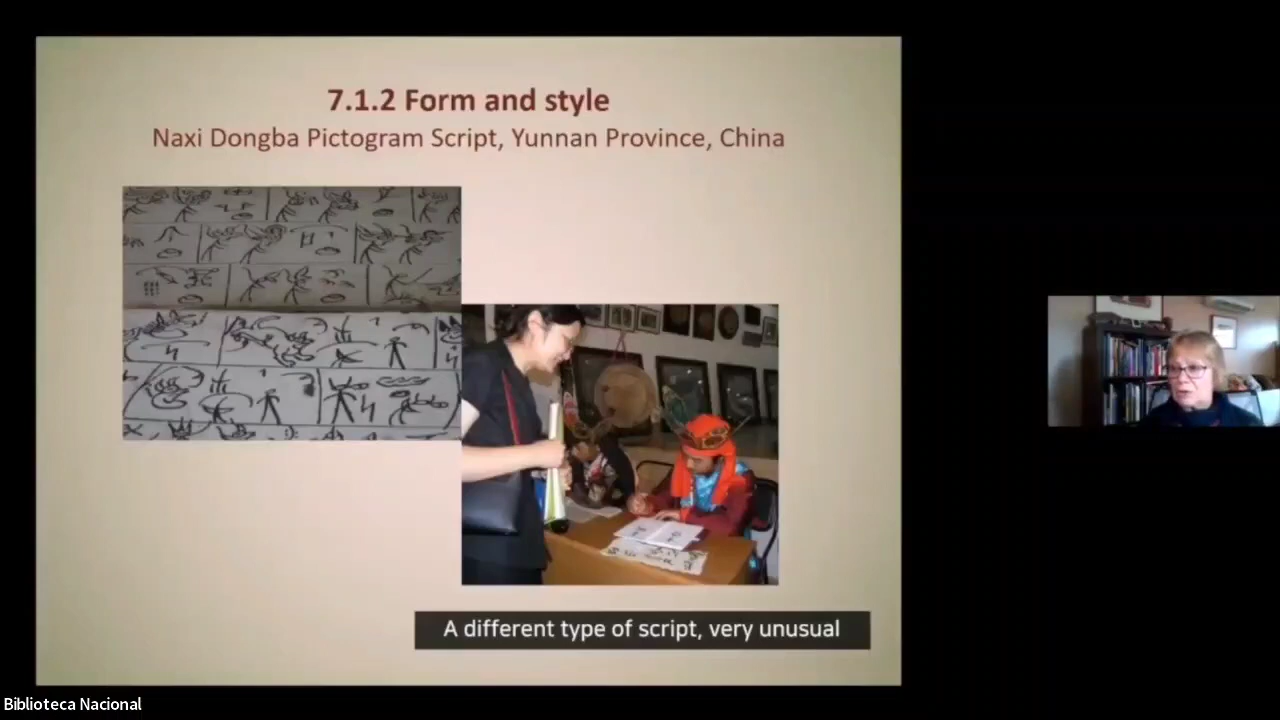 7.1.2 Form and style
Naxi Dongba Pictogram Script, Yunnan Province, China
A different type of script, very unusual
Biblioteca Nacional